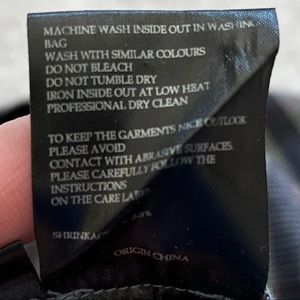 MACHINE WASH INSIDE OUT IN WASHING
BAG
WASH WITH SIMILAR COLOURS
DO NOT BLEACH
DO NOT TUMBLE DRY
IRON INSIDE OUT AT LOW HEAT
PROFESSIONAL DRY CLEAN
TO KEEP THE GARMENTS NICE OUTLOOK
PLEASE AVOID
CONTACT WITH ABRASIVE SURFACES.
PLEASE CAREFULLY FOLLOW THE
INSTRUCTIONS
ON THE CARE LABEL
ORIGIN CHINA